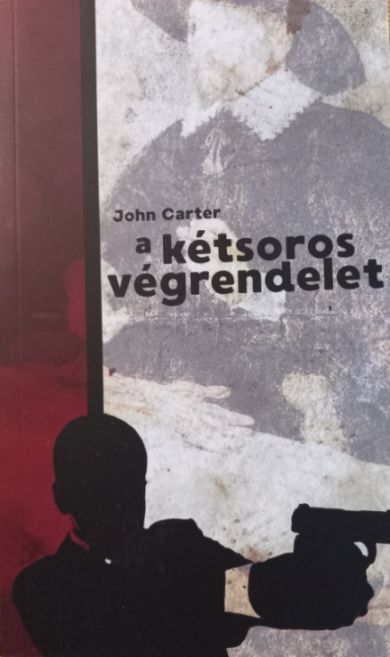 John Carter
a kétsoros
végrendelet